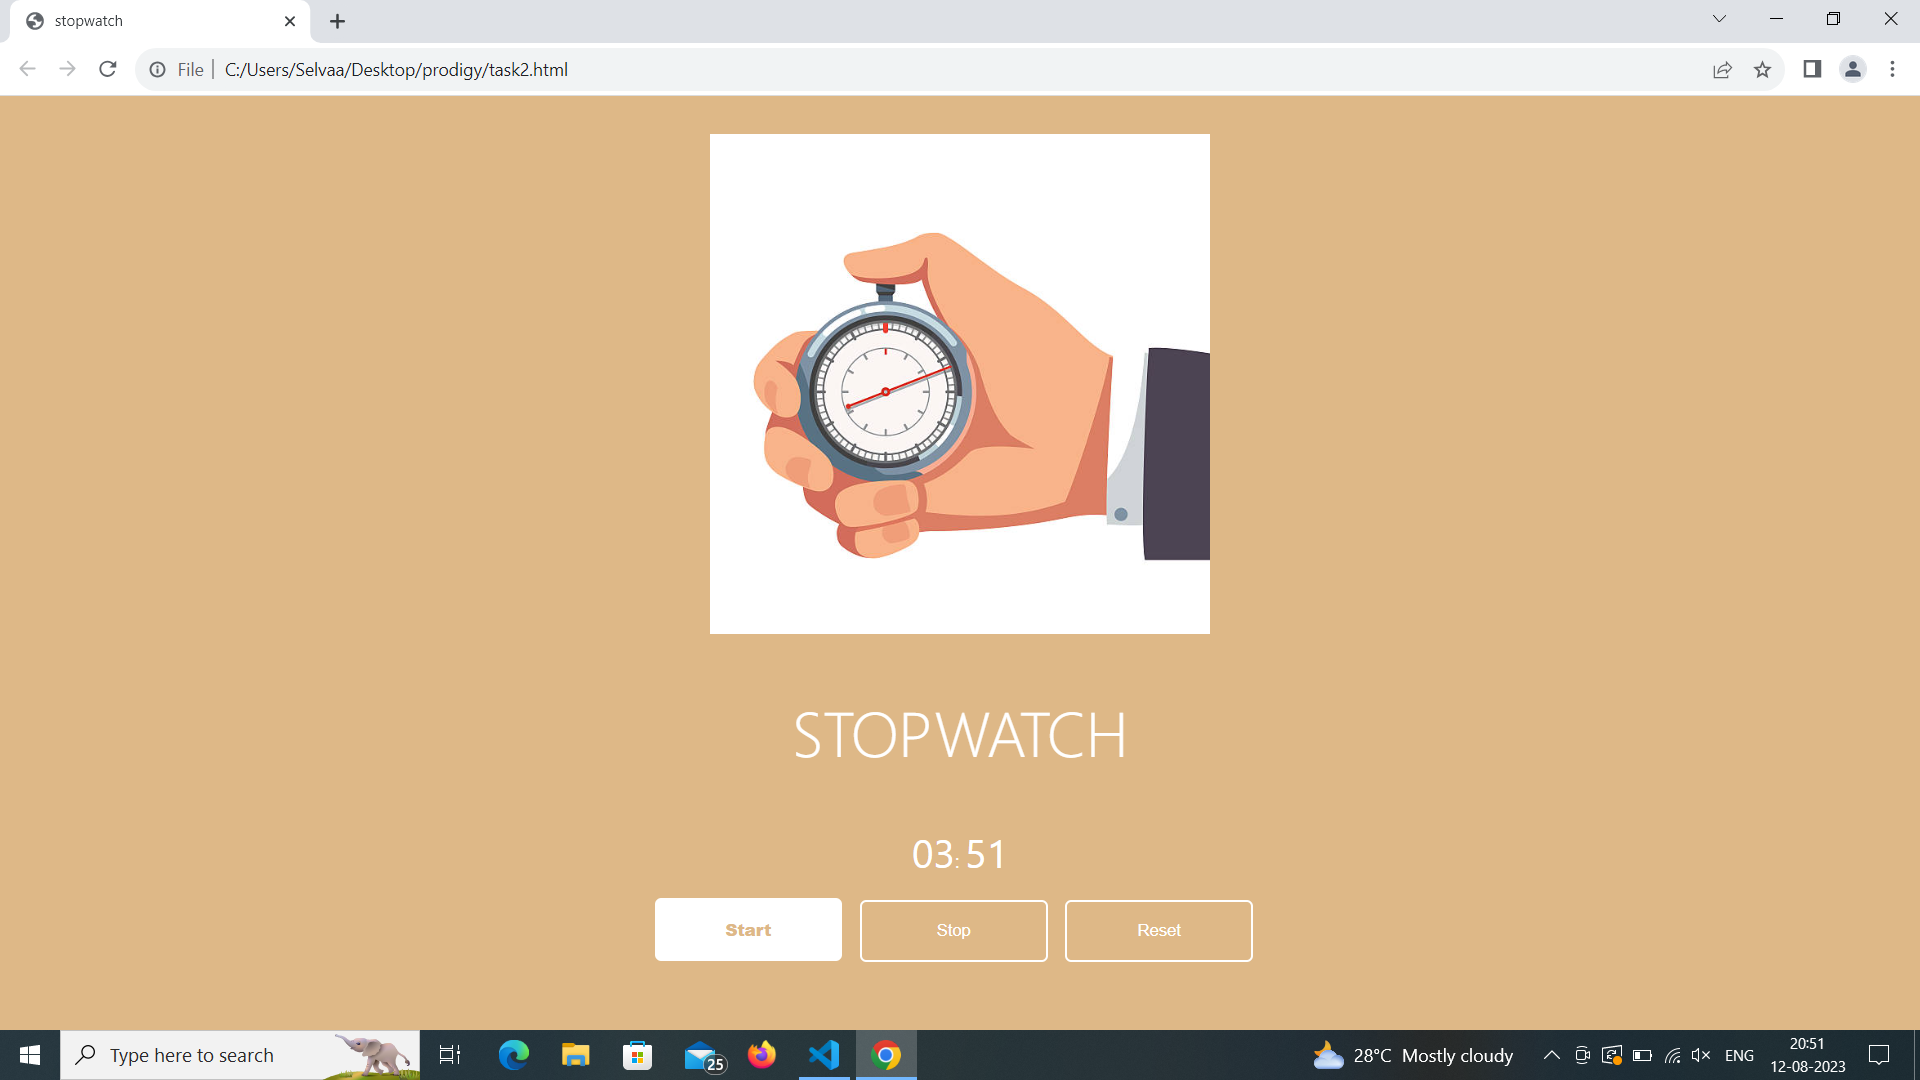 stopwatch
File | C:/Users/Selvaa/Desktop/prodigy/task2.html
STOPWATCH
03: 51
Start Stop Reset
Type here to search 25 28°C Mostly cloudy ENG 20:51
12-08-2023